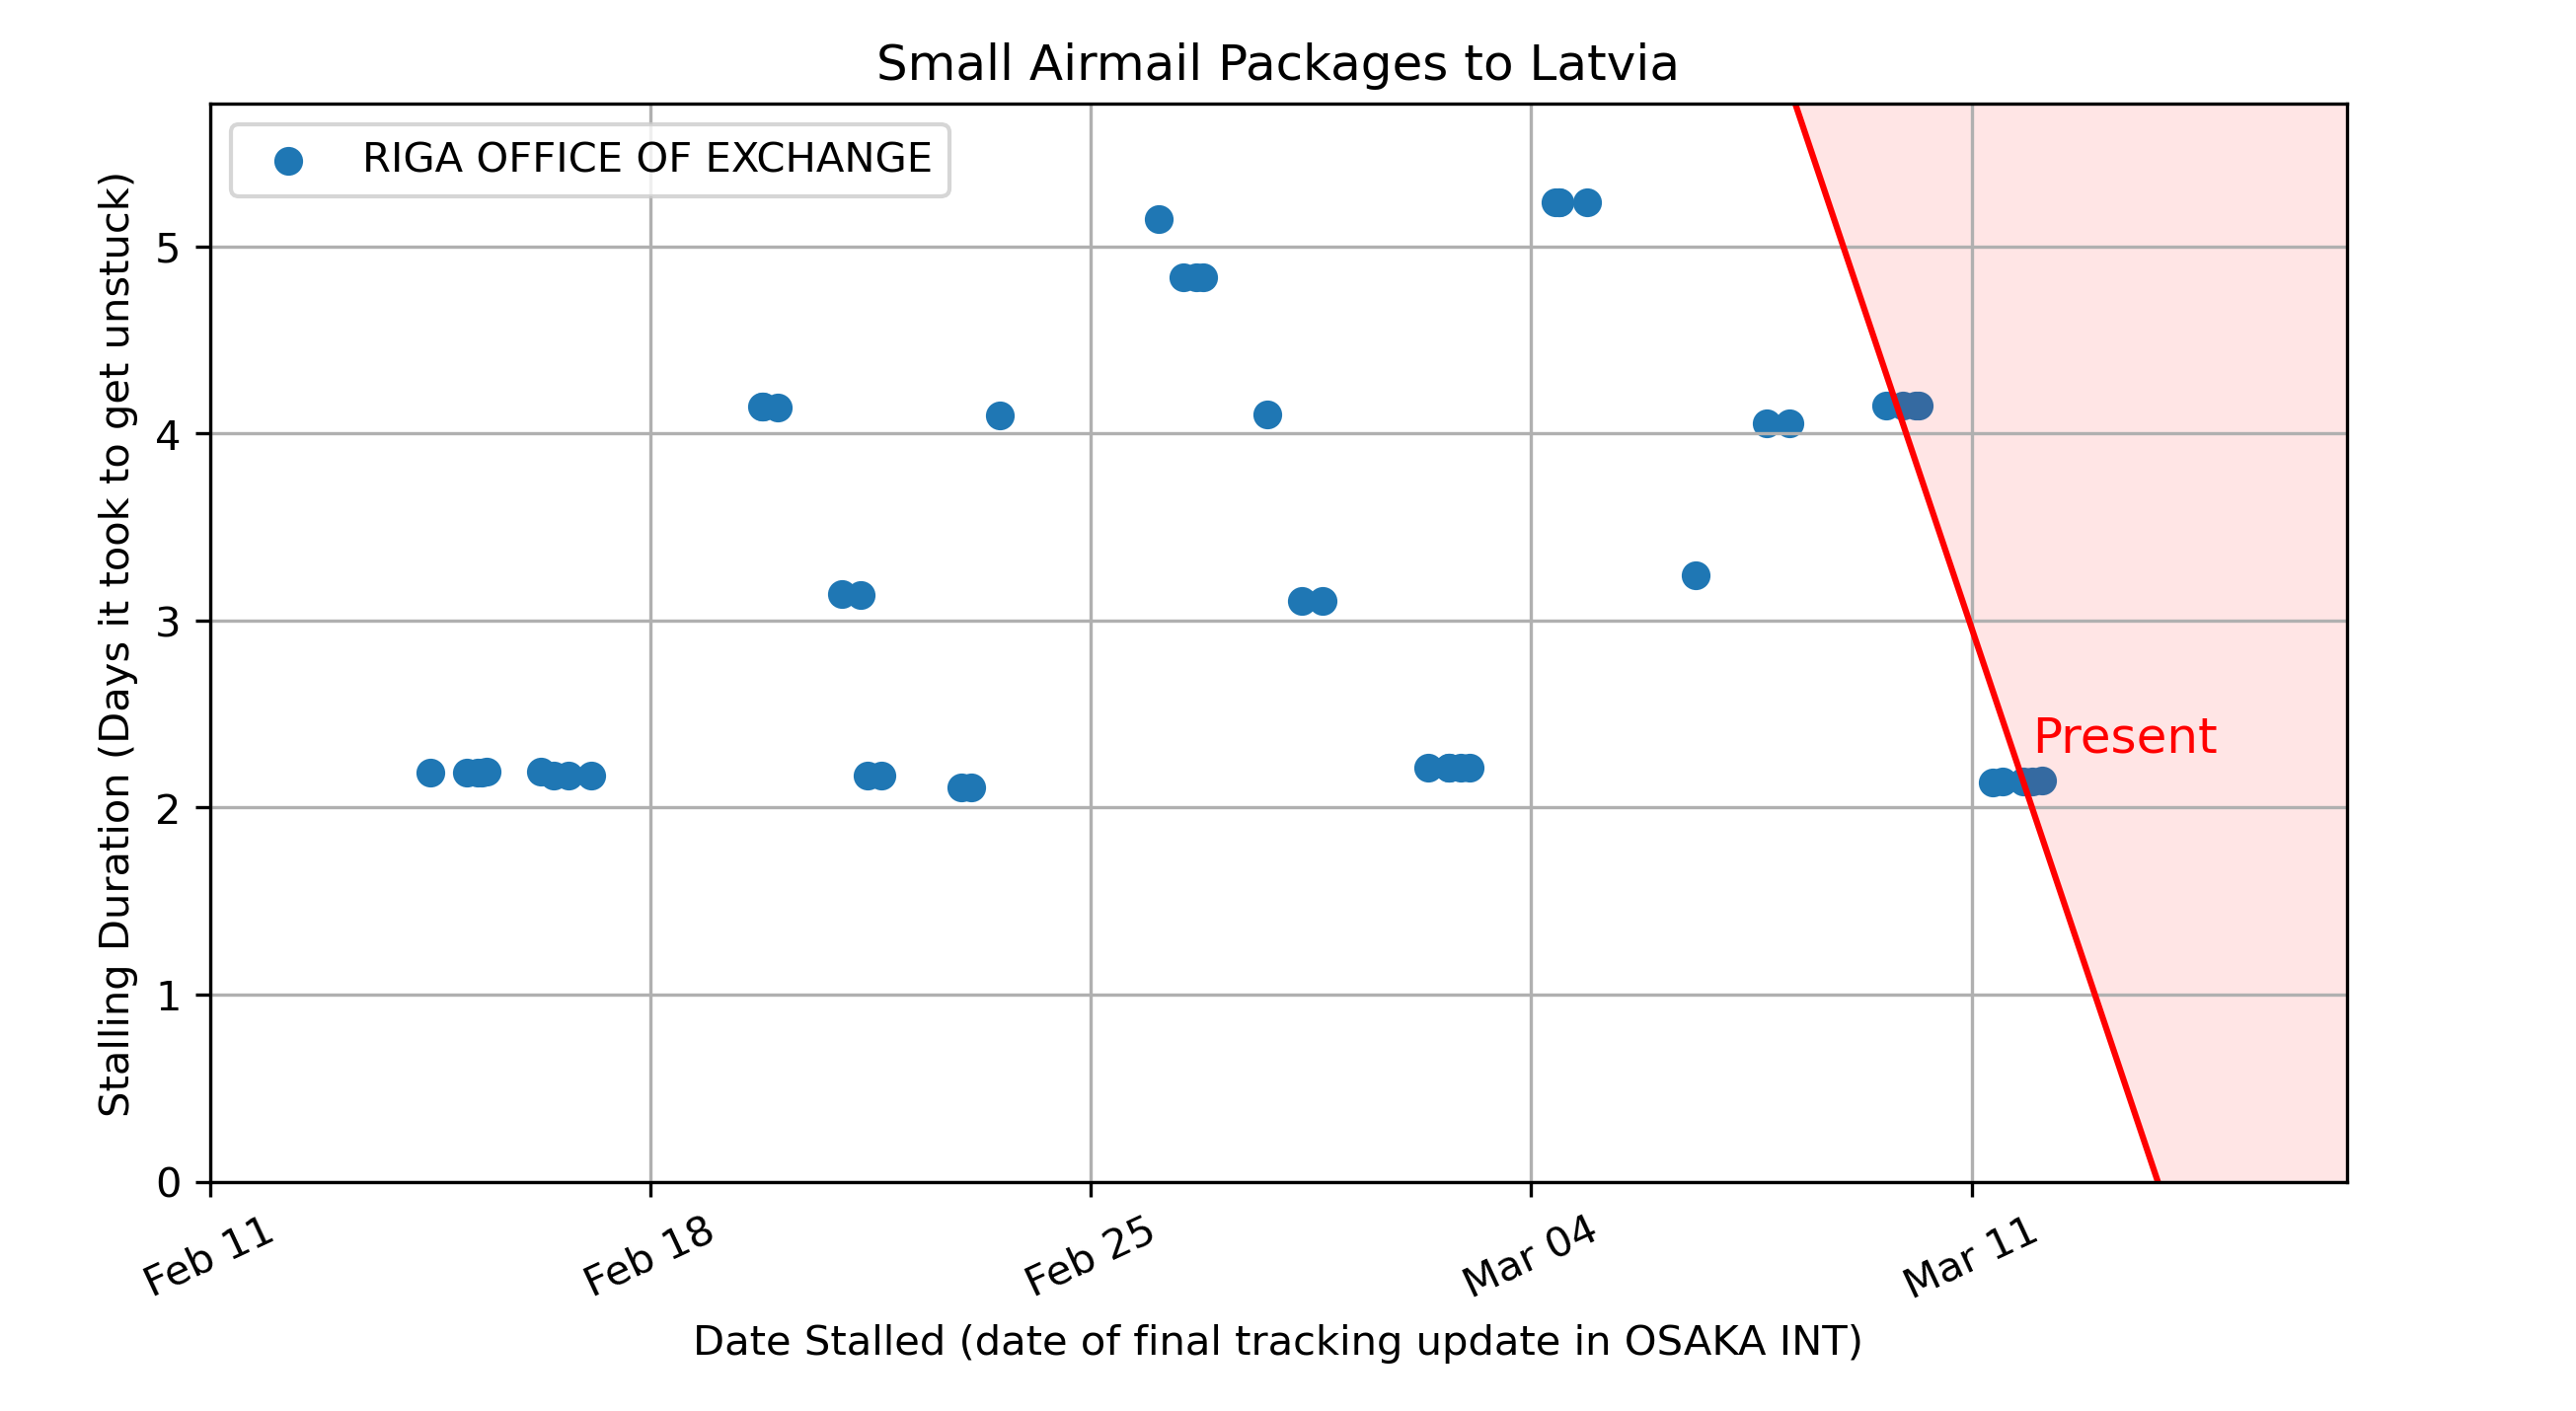 Small Airmail Packages to Latvia
RIGA OFFICE OF EXCHANGE
Stalling Duration (Days it took to get unstuck)
5
4
3
2
1
0
Present
Feb 11
Feb 18
Feb 25
Mar 04
Mar 11
Date Stalled (date of final tracking update in OSAKA INT)